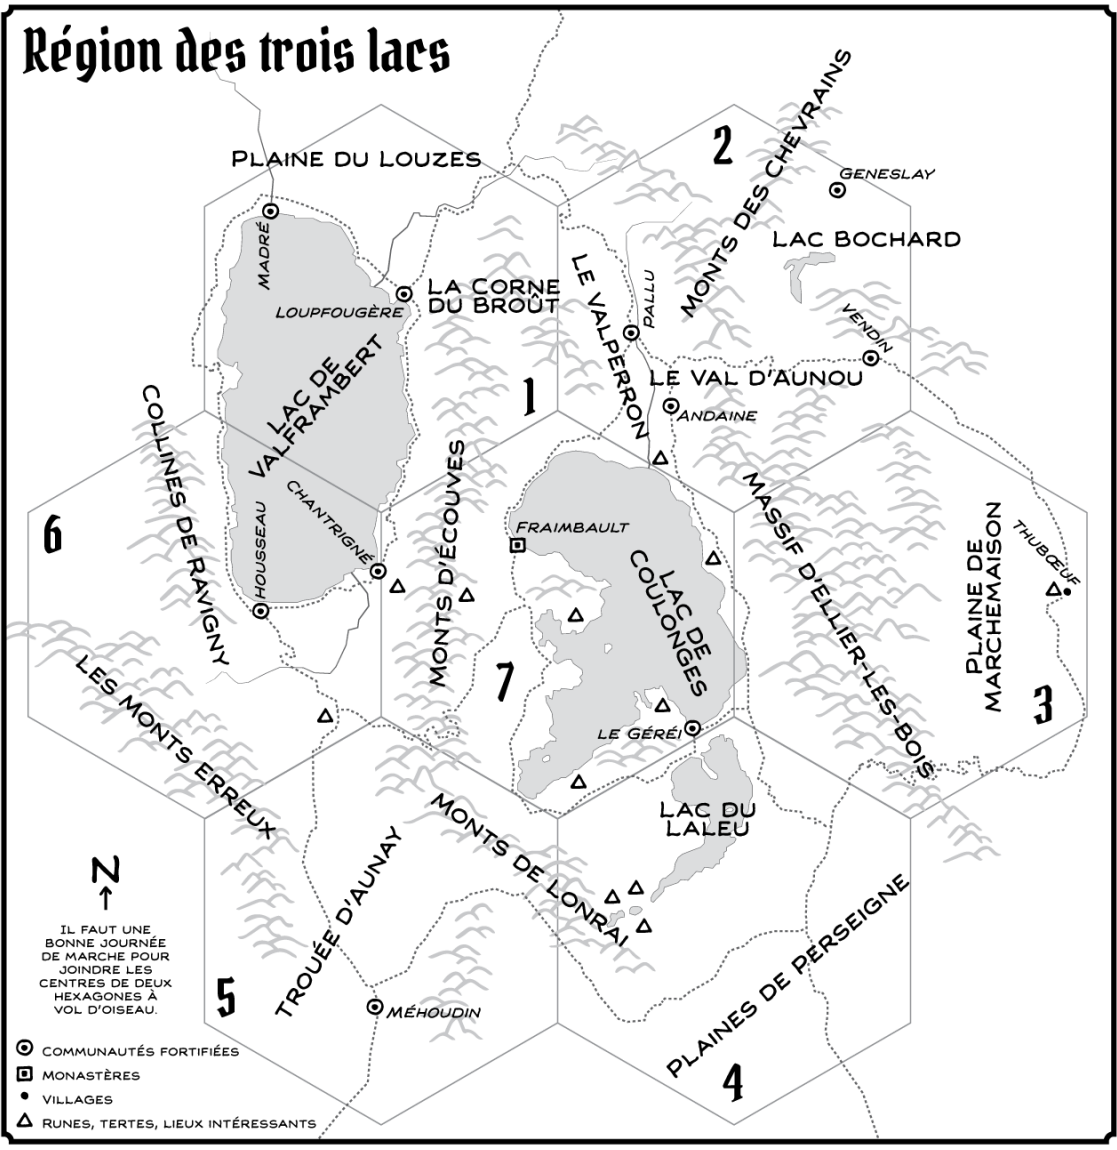 Région des trois lacs
PLAINE DU LOUZES
2
MONTS DES CHEVRAINS
GENESLAY
LAC BOCHARD
MADRÉ
LOUPFOUGÈRE
LA CORNE
DU BROÛT
LE VALPERRON
PALLU
VENDIN
LE VAL D'AUNOU
ANDAINE
1
LAC DE
VALFRAMBERT
COLLINES DE RAVIGNY
6
HOUSSEAU
CHANTRIGNÉ
MONTS D'ÉCOUVES
FRAIMBAULT
LAC DE
COULONGES
MASSIF D'ELLIER-LES-BOIS
PLAINE DE
MARCHEMAISON
THUBŒUF
3
7
LE GÉRÉI
LES MONTS ERREUX
LAC DU
LALEU
MONTS DE LONRAI
TROUÉE D'AUNAY
PLAINES DE PERSEIGNE
5
MÉHOUDIN
4
N
IL FAUT UNE
BONNE JOURNÉE
DE MARCHE POUR
JOINDRE LES
CENTRES DE DEUX
HEXAGONES À
VOL D'OISEAU.
COMMUNAUTÉS FORTIFIÉES
MONASTÈRES
VILLAGES
RUNES, TERTES, LIEUX INTÉRESSANTS